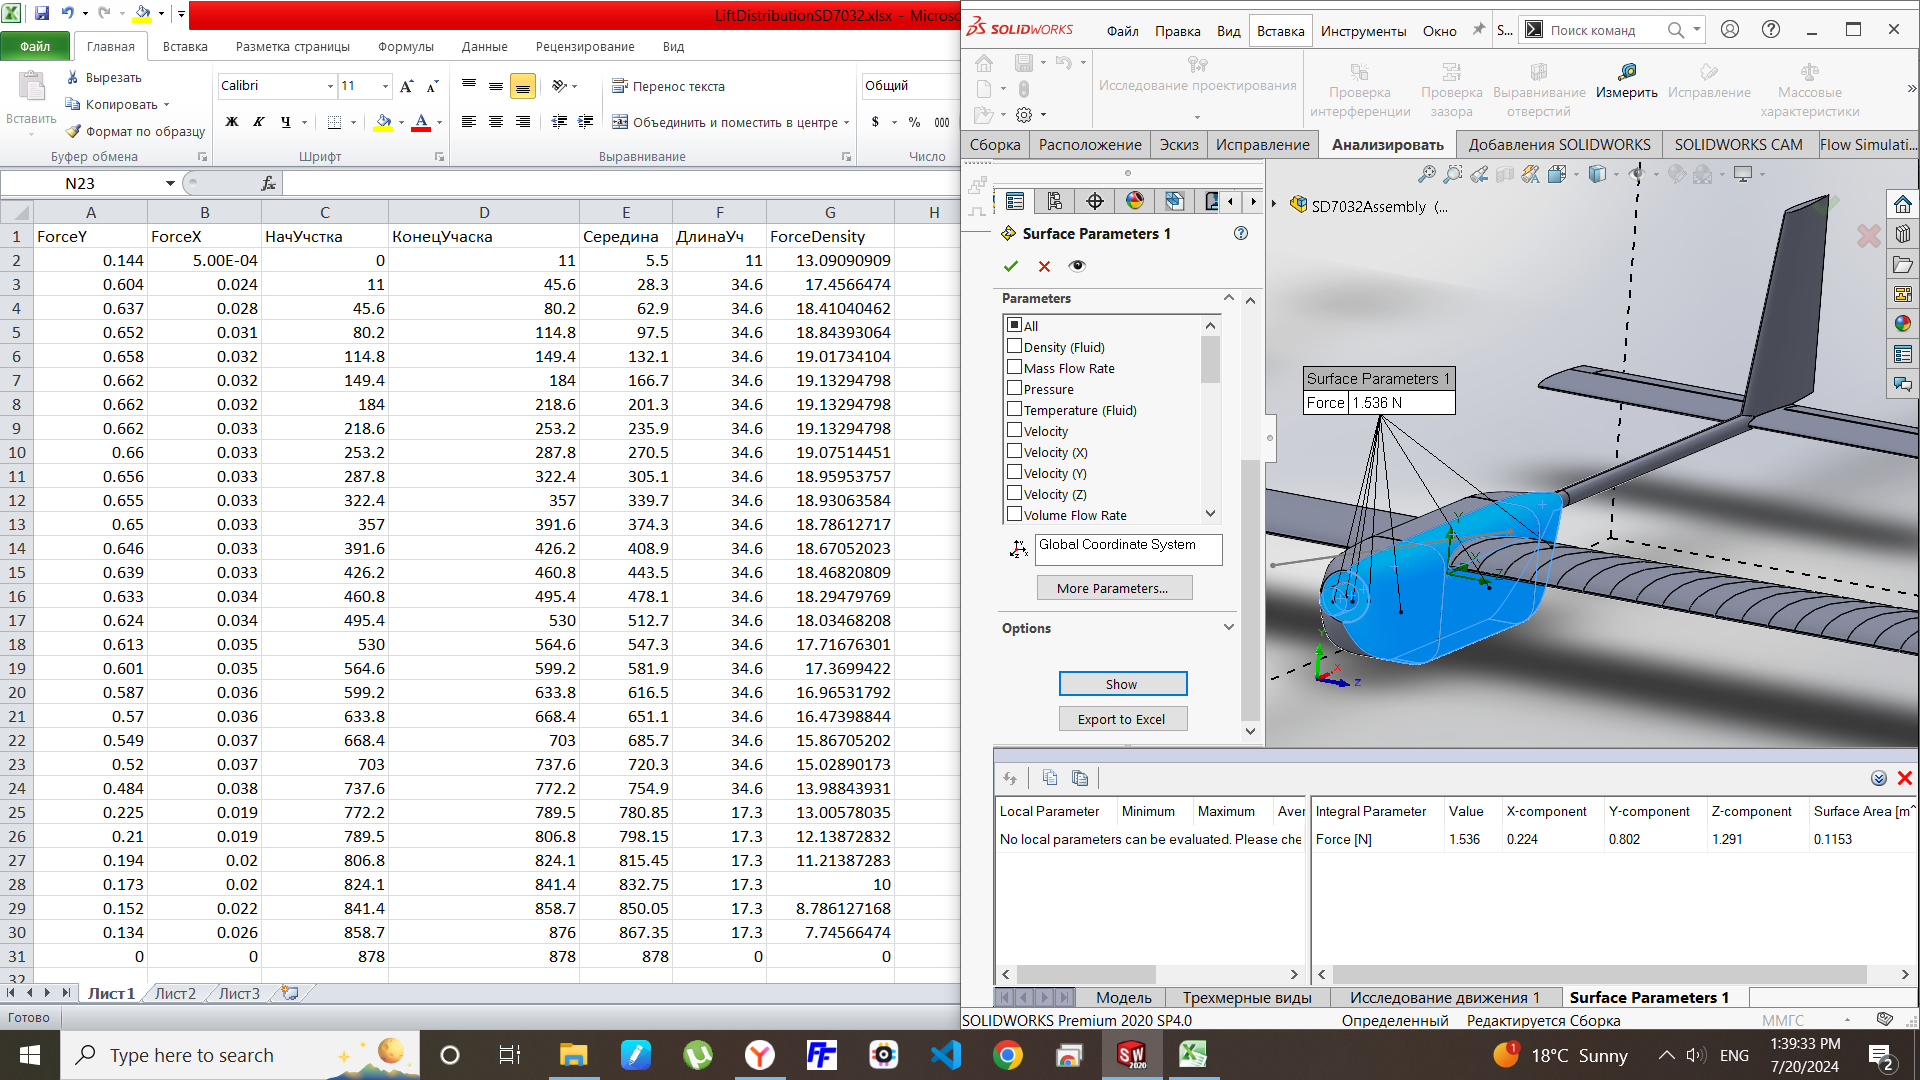 LiftDistributionSD7032.xlsx - Microso
Файл Главная Вставка Разметка страницы Формулы Данные Рецензирование Вид
Вставить
Вырезать
Копировать
Формат по образцу
Буфер обмена
Calibri 11
Ж К Ч
Шрифт
Перенос текста
Объединить и поместить в центре
Выравнивание
Общий
$ % 000
Число
N23 fx
A B C D E F G H
1 ForceY ForceX НачУчстка КонецУчаска Середина ДлинаУч ForceDensity
2 0.144 5.00E-04 0 11 5.5 11 13.09090909
3 0.604 0.024 11 45.6 28.3 34.6 17.4566474
4 0.637 0.028 45.6 80.2 62.9 34.6 18.41040462
5 0.652 0.031 80.2 114.8 97.5 34.6 18.84393064
6 0.658 0.032 114.8 149.4 132.1 34.6 19.01734104
7 0.662 0.032 149.4 184 166.7 34.6 19.13294798
8 0.662 0.032 184 218.6 201.3 34.6 19.13294798
9 0.662 0.033 218.6 253.2 235.9 34.6 19.13294798
10 0.66 0.033 253.2 287.8 270.5 34.6 19.07514451
11 0.656 0.033 287.8 322.4 305.1 34.6 18.95953757
12 0.655 0.033 322.4 357 339.7 34.6 18.93063584
13 0.65 0.033 357 391.6 374.3 34.6 18.78612717
14 0.646 0.033 391.6 426.2 408.9 34.6 18.67052023
15 0.639 0.033 426.2 460.8 443.5 34.6 18.46820809
16 0.633 0.034 460.8 495.4 478.1 34.6 18.29479769
17 0.624 0.034 495.4 530 512.7 34.6 18.03468208
18 0.613 0.035 530 564.6 547.3 34.6 17.71676301
19 0.601 0.035 564.6 599.2 581.9 34.6 17.3699422
20 0.587 0.036 599.2 633.8 616.5 34.6 16.96531792
21 0.57 0.036 633.8 668.4 651.1 34.6 16.47398844
22 0.549 0.037 668.4 703 685.7 34.6 15.86705202
23 0.52 0.037 703 737.6 720.3 34.6 15.02890173
24 0.484 0.038 737.6 772.2 754.9 34.6 13.98843931
25 0.225 0.019 772.2 789.5 780.85 17.3 13.00578035
26 0.21 0.019 789.5 806.8 798.15 17.3 12.13872832
27 0.194 0.02 806.8 824.1 815.45 17.3 11.21387283
28 0.173 0.02 824.1 841.4 832.75 17.3 10
29 0.152 0.022 841.4 858.7 850.05 17.3 8.786127168
30 0.134 0.026 858.7 876 867.35 17.3 7.74566474
31 0 0 878 878 878 0 0
32
Лист1 Лист2 Лист3
Готово
SOLIDWORKS Файл Правка Вид Вставка Инструменты Окно S... Поиск команд
Исследование проектирования
Проверка интерференции
Проверка зазора
Выравнивание отверстий
Измерить
Исправление
Массовые характеристики
Сборка Расположение Эскиз Исправление Анализировать Добавления SOLIDWORKS SOLIDWORKS CAM Flow Simulati...
SD7032Assembly (...
Surface Parameters 1
Parameters
All
Density (Fluid)
Mass Flow Rate
Pressure
Temperature (Fluid)
Velocity
Velocity (X)
Velocity (Y)
Velocity (Z)
Volume Flow Rate
Global Coordinate System
More Parameters...
Options
Show
Export to Excel
Surface Parameters 1
Force 1.536 N
Y
X
Z
Y
X
Z
Local Parameter Minimum Maximum Aver
No local parameters can be evaluated. Please che
Integral Parameter Value X-component Y-component Z-component Surface Area [m^
Force [N] 1.536 0.224 0.802 1.291 0.1153
Модель Трехмерные виды Исследование движения 1 Surface Parameters 1
SOLIDWORKS Premium 2020 SP4.0 Определенный Редактируется Сборка ММГС
Type here to search
SW 2020
1 18°C Sunny ENG
1:39:33 PM
7/20/2024
2